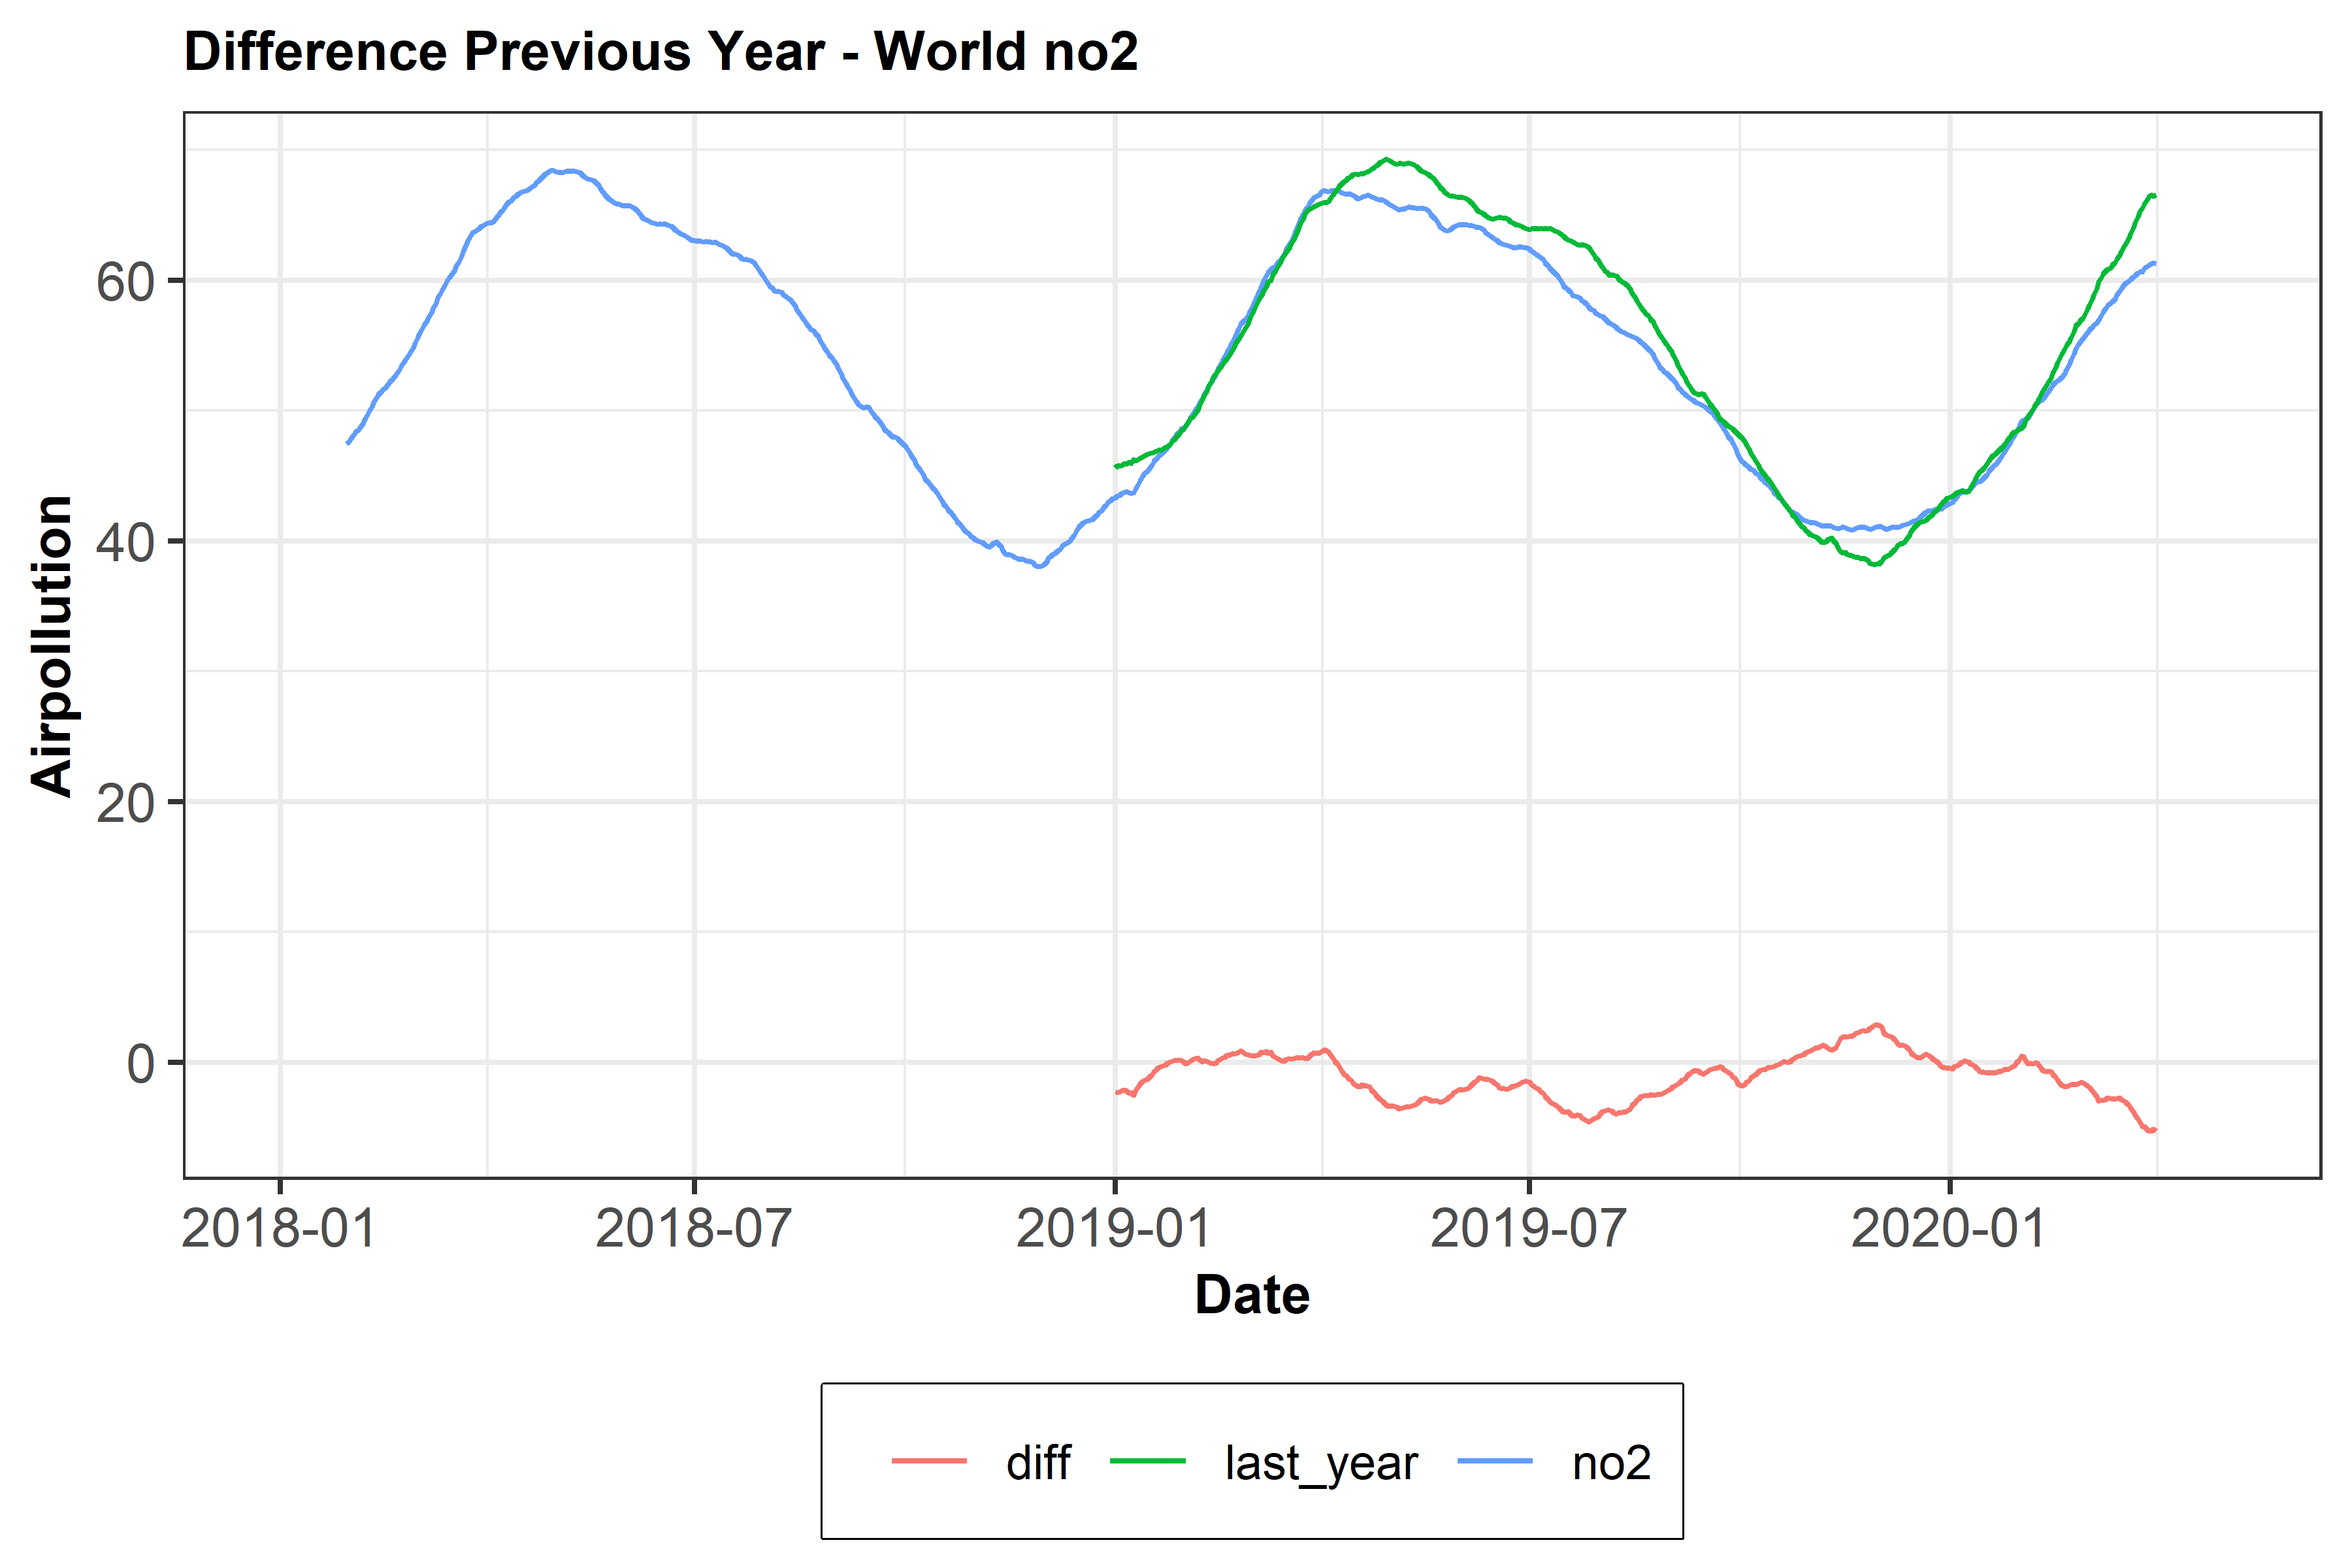 Difference Previous Year - World no2
Airpollution
60
40
20
0
2018-01 2018-07 2019-01 2019-07 2020-01
Date
diff last_year no2